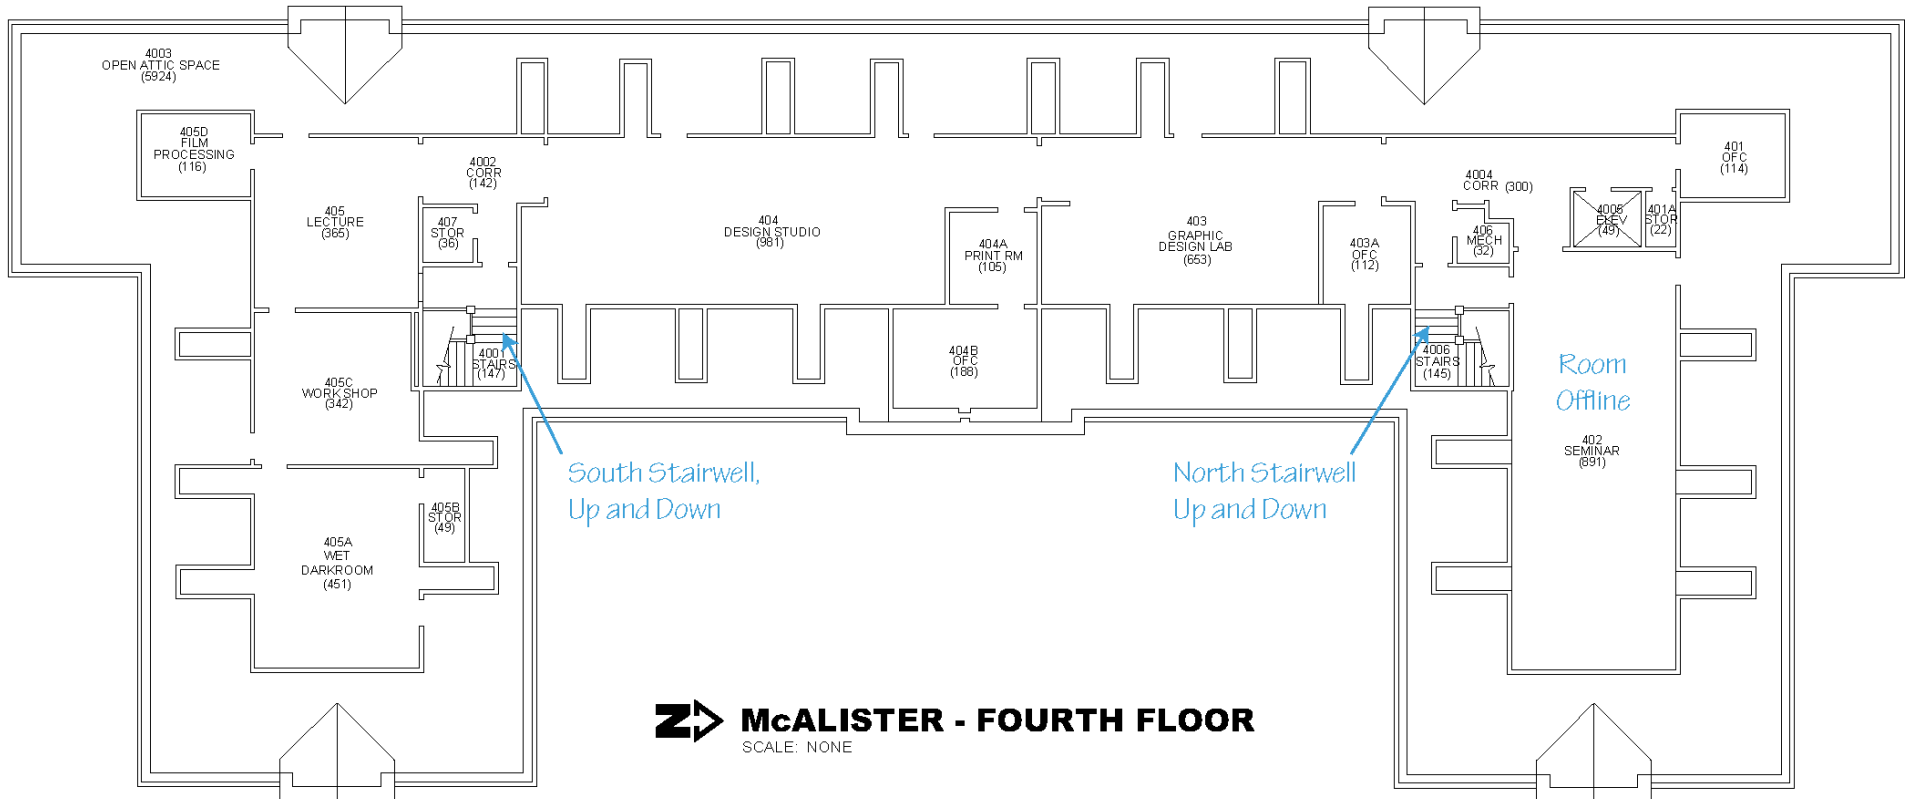 4003
OPEN ATTIC SPACE
(5924)
405D
FILM
PROCESSING
(116)
4002
CORR
(142)
401
OFC
(114)
4004
CORR (300)
405
LECTURE
(365)
407
STOR
(36)
404
DESIGN STUDIO
(981)
404A
PRINT RM
(105)
403
GRAPHIC
DESIGN LAB
(653)
403A
OFC
(112)
406
MECH
(32)
4005
ELEV
(49)
401A
STOR
(22)
4001
STAIRS
(147)
404B
OFC
(188)
4006
STAIRS
(145)
Room
Offline
405C
WORK SHOP
(342)
402
SEMINAR
(891)
South Stairwell,
Up and Down
North Stairwell
Up and Down
405B
STOR
(49)
405A
WET
DARKROOM
(451)
Z
McALISTER - FOURTH FLOOR
SCALE: NONE